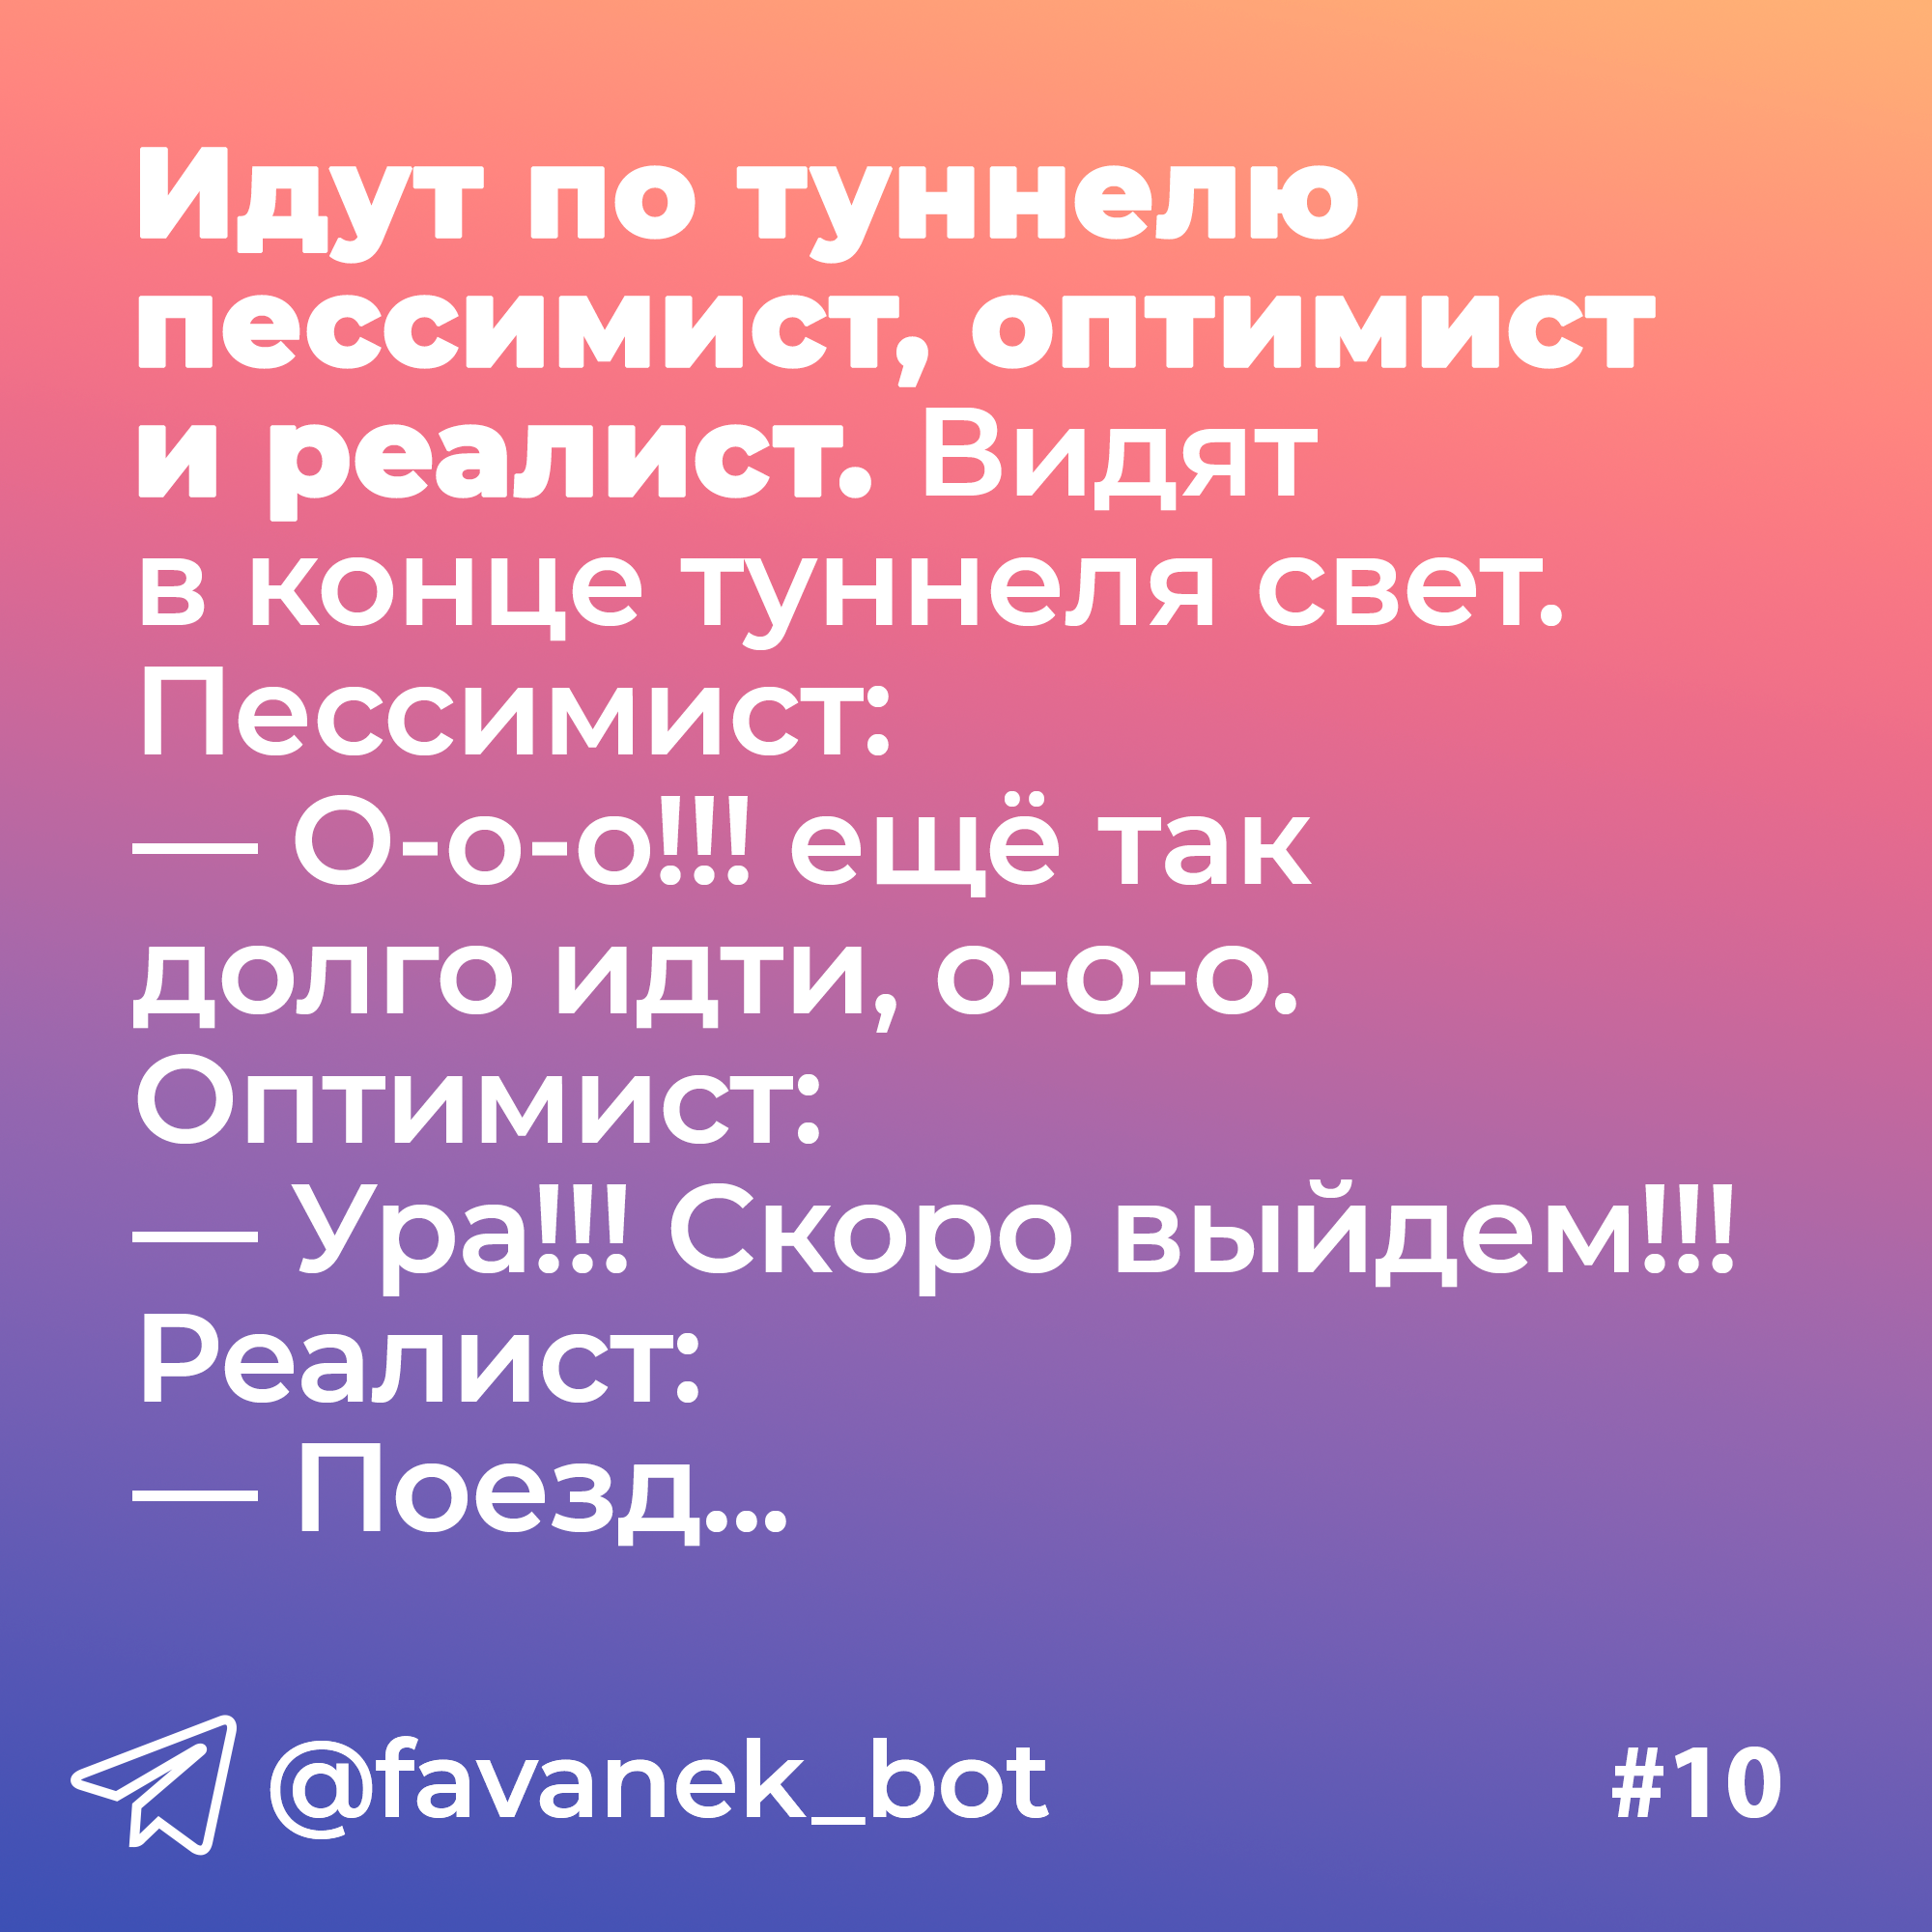 Идут по туннелю
пессимист, оптимист
и реалист. Видят
в конце туннеля свет.
Пессимист:
— О-о-о!!! ещё так
долго идти, о-о-о.
Оптимист:
— Ура!!! Скоро выйдем!!!
Реалист:
— Поезд...
@favanek_bot
#10